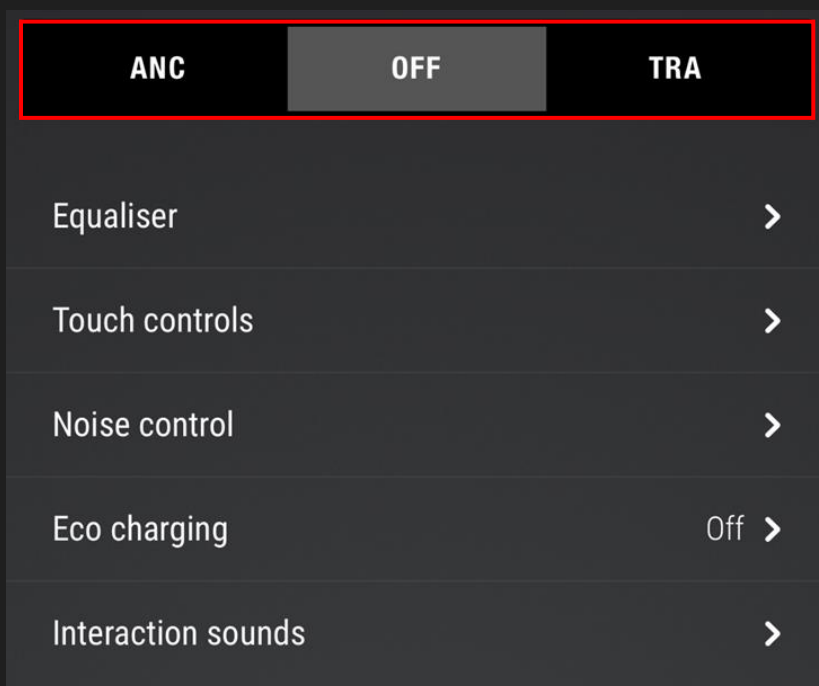 ANC OFF TRA
Equaliser
Touch controls
Noise control
Eco charging Off
Interaction sounds